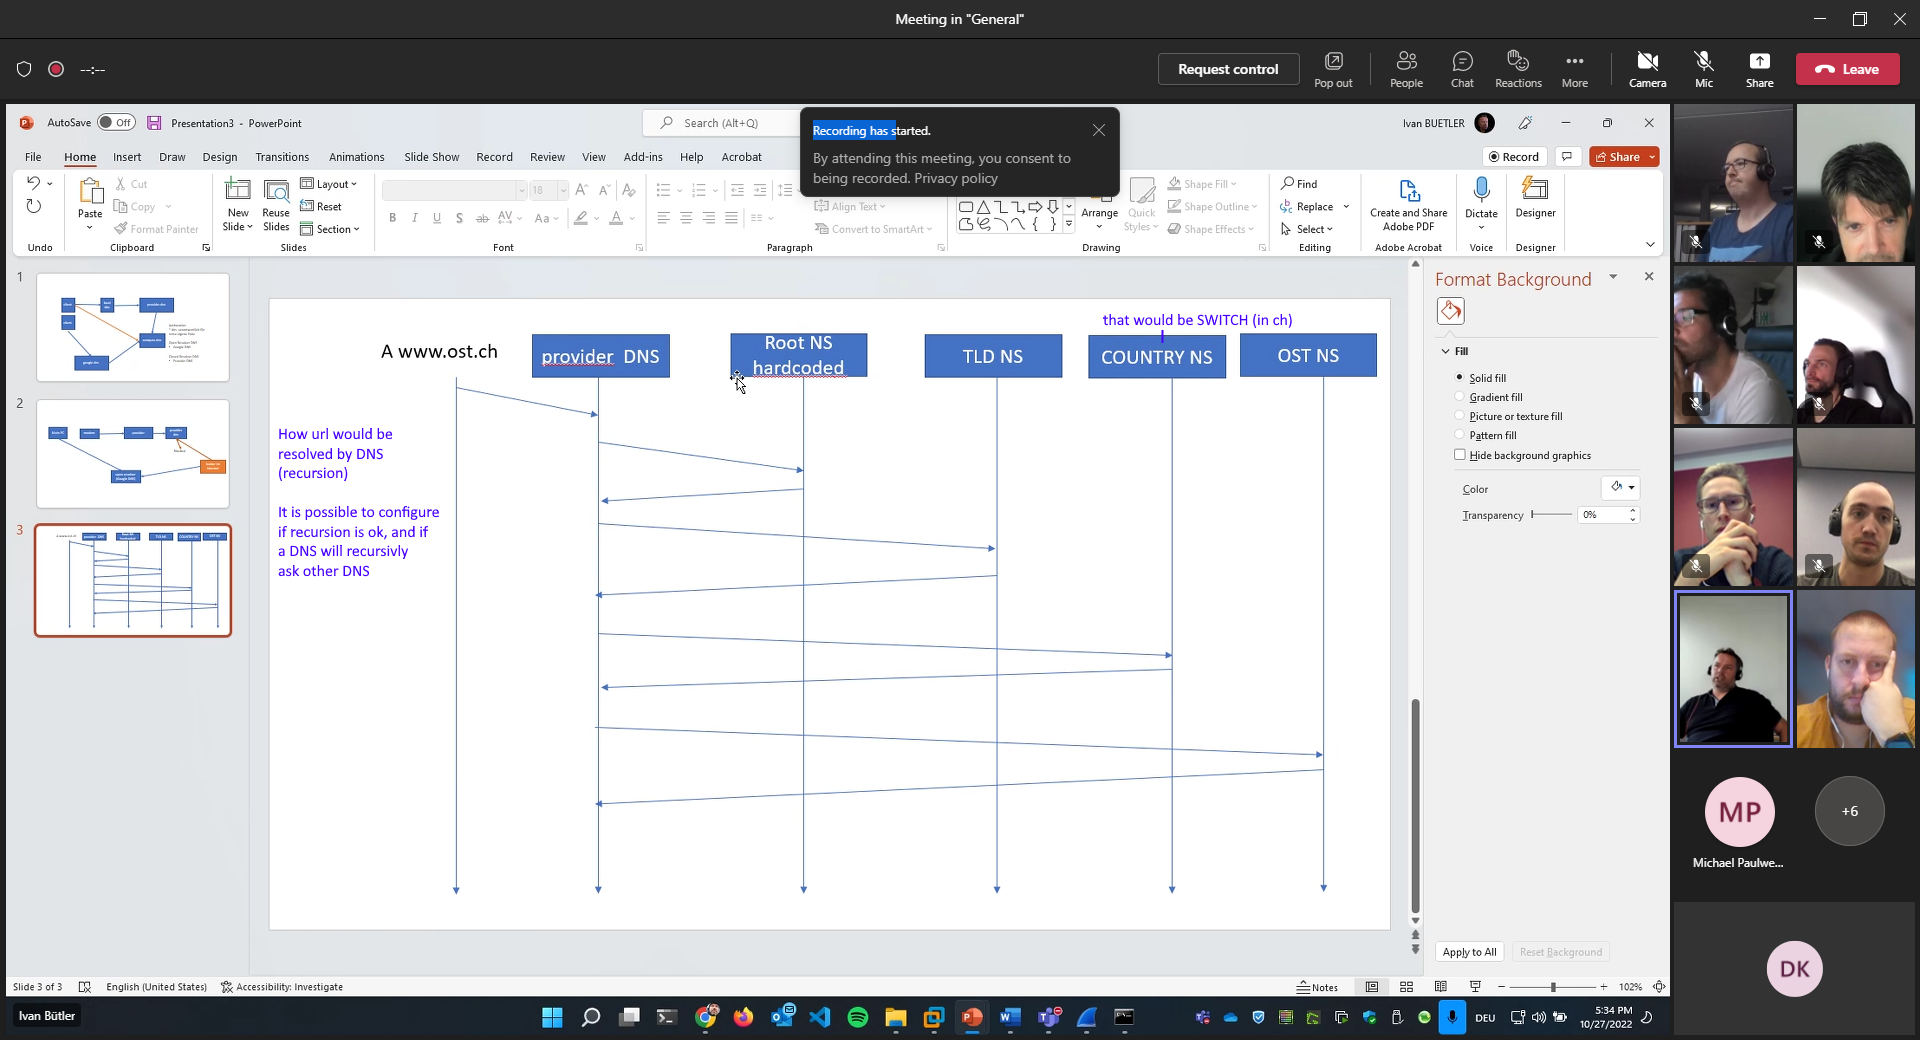 Meeting in "General"
--:--
Request control
Pop out
People
Chat
Reactions
More
Camera
Mic
Share
Leave
AutoSave
Off
Presentation3 - PowerPoint
Search (Alt+Q)
Recording has started.
By attending this meeting, you consent to
being recorded. Privacy policy
Ivan BUETLER
File
Home
Insert
Draw
Design
Transitions
Animations
Slide Show
Record
Review
View
Add-ins
Help
Acrobat
Record
Share
Undo
Paste
Cut
Copy
Format Painter
Clipboard
New
Slide
Reuse
Slides
Layout
Reset
Section
Slides
18
Font
Align Text
Convert to SmartArt
Paragraph
Arrange
Quick
Styles
Shape Fill
Shape Outline
Shape Effects
Drawing
Find
Replace
Select
Editing
Create and Share
Adobe PDF
Adobe Acrobat
Dictate
Voice
Designer
Designer
1
2
3
that would be SWITCH (in ch)
A www.ost.ch
provider DNS
Root NS
hardcoded
TLD NS
COUNTRY NS
OST NS
How url would be
resolved by DNS
(recursion)
It is possible to configure
if recursion is ok, and if
a DNS will recursivly
ask other DNS
Format Background
Fill
Solid fill
Gradient fill
Picture or texture fill
Pattern fill
Hide background graphics
Color
Transparency
0%
Apply to All
Reset Background
MP
+6
Michael Paulwe...
DK
Slide 3 of 3
English (United States)
Accessibility: Investigate
Notes
102%
Ivan Bütler
DEU
5:34 PM
10/27/2022